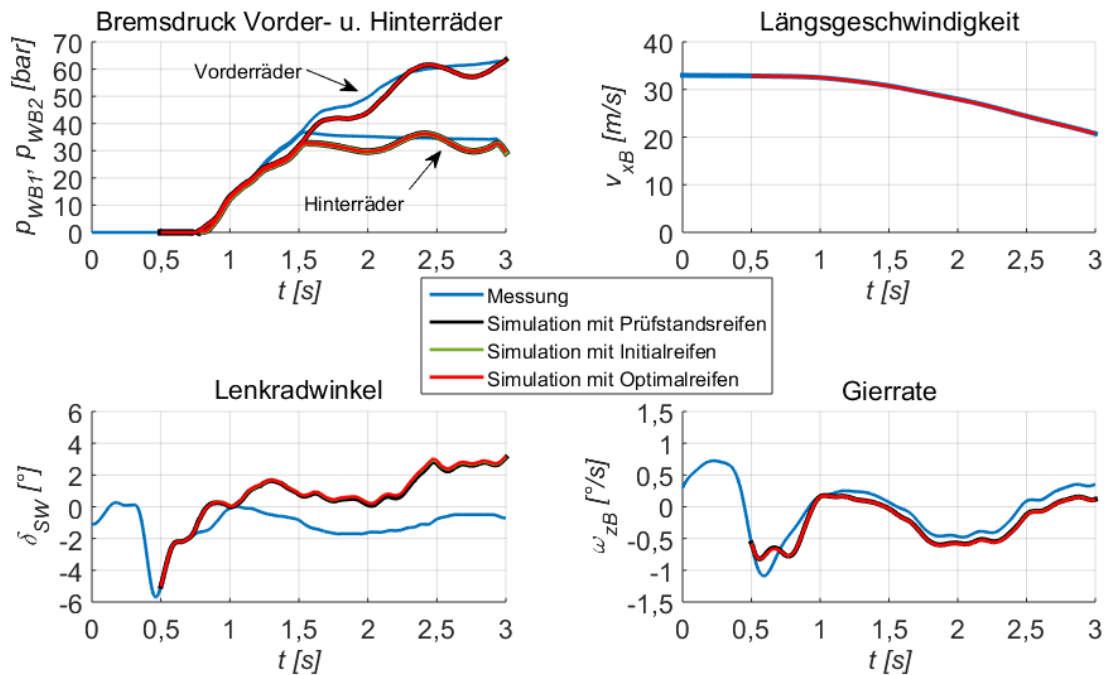 Bremsdruck Vorder- u. Hinterräder
p_WB1, p_WB2 [bar]
70
60
50
40
30
20
10
0
Vorderräder
Hinterräder
0 0,5 1 1,5 2 2,5 3
t [s]
Längsgeschwindigkeit
v_xB [m/s]
40
30
20
10
0
0 0,5 1 1,5 2 2,5 3
t [s]
Messung
Simulation mit Prüfstandsreifen
Simulation mit Initialreifen
Simulation mit Optimalreifen
Lenkradwinkel
δ_SW [°]
6
4
2
0
-2
-4
-6
0 0,5 1 1,5 2 2,5 3
t [s]
Gierrate
ω_zB [°/s]
1,5
1
0,5
0
-0,5
-1
-1,5
0 0,5 1 1,5 2 2,5 3
t [s]